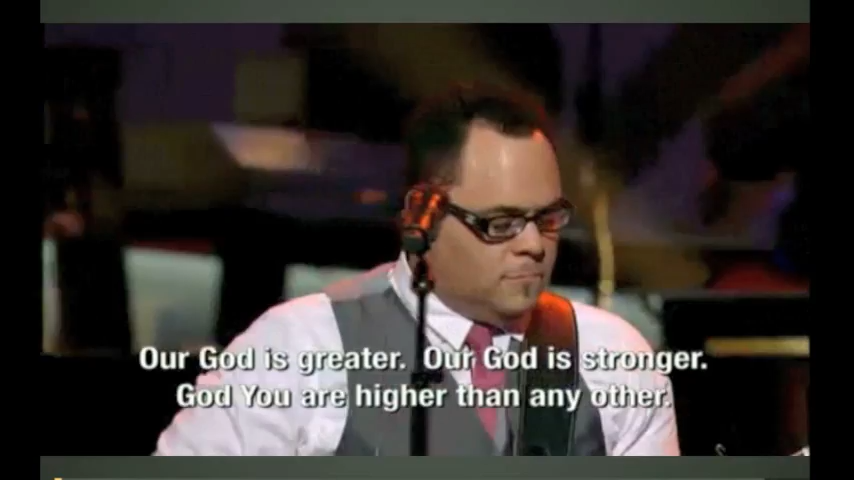 Our God is greater. Our God is stronger.
God You are higher than any other.